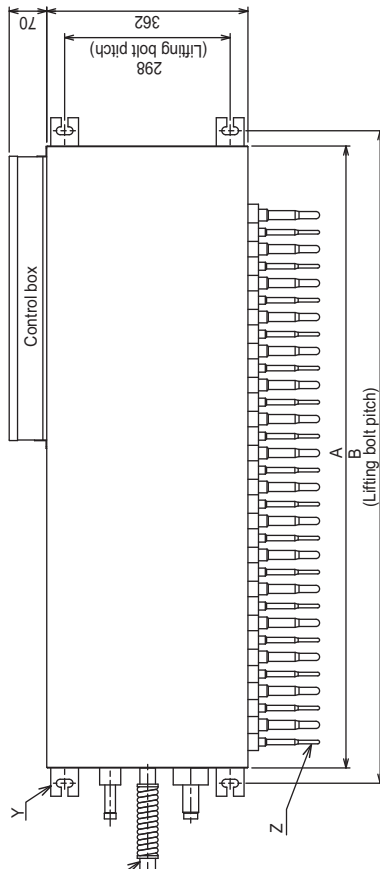 70
362
298
(Lifting bolt pitch)
Control box
A
B
(Lifting bolt pitch)
Y
Z